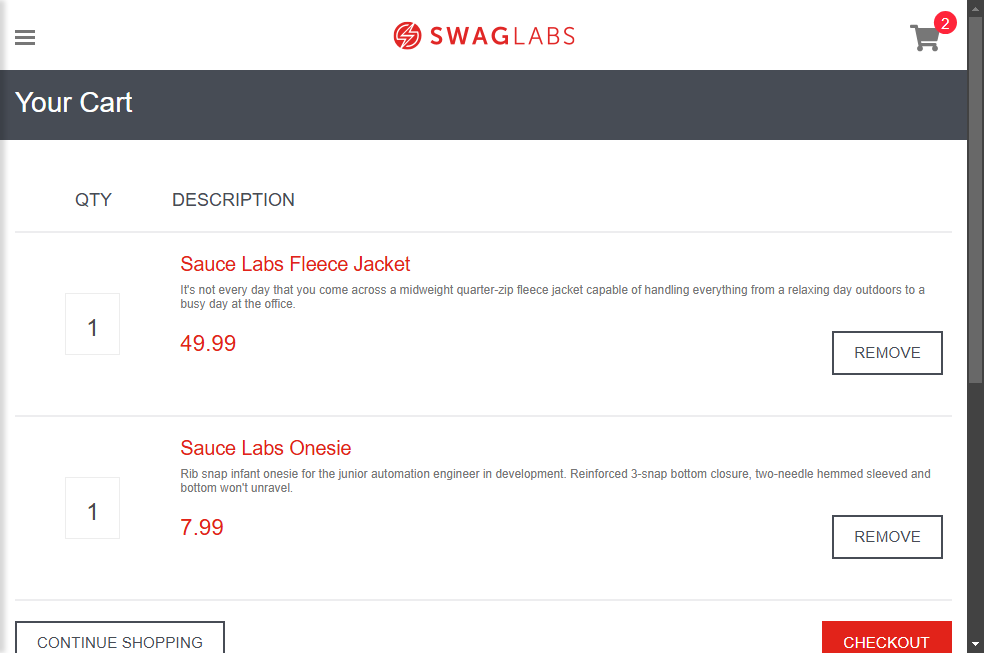 SWAGLABS
2
Your Cart
QTY DESCRIPTION
Sauce Labs Fleece Jacket
It's not every day that you come across a midweight quarter-zip fleece jacket capable of handling everything from a relaxing day outdoors to a
busy day at the office.
1
49.99
REMOVE
Sauce Labs Onesie
Rib snap infant onesie for the junior automation engineer in development. Reinforced 3-snap bottom closure, two-needle hemmed sleeved and
bottom won't unravel.
1
7.99
REMOVE
CONTINUE SHOPPING
CHECKOUT